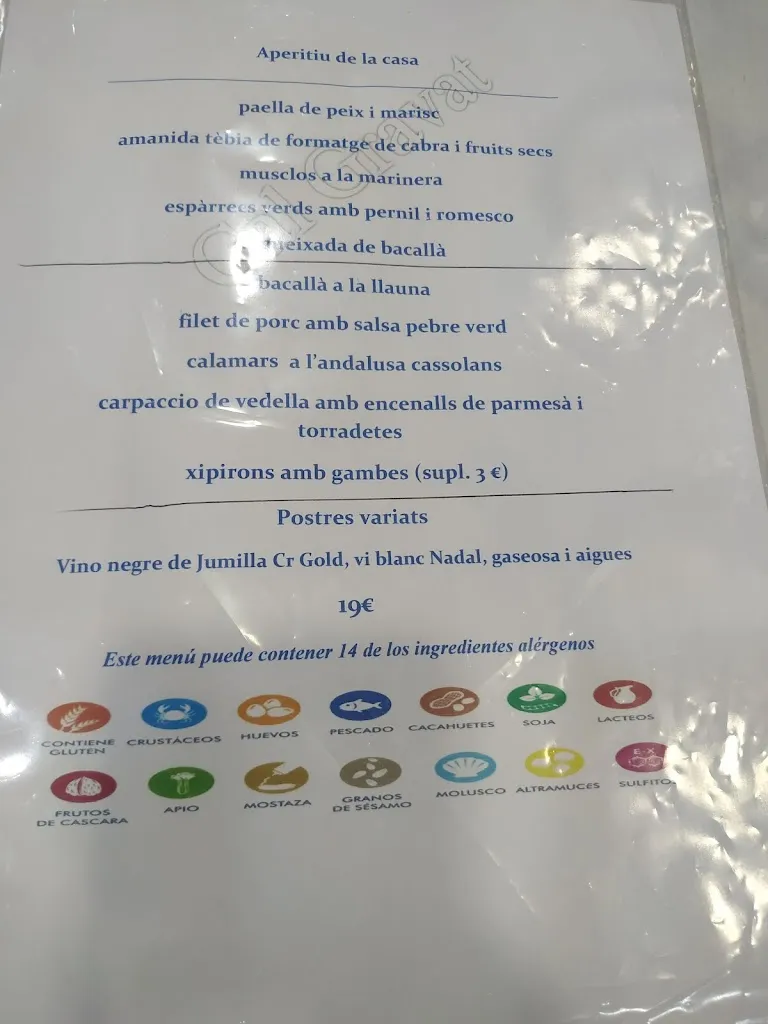 Aperitiu de la casa
paella de peix i marisc
amanida tèbia de formatge de cabra i fruits secs
musclos a la marinera
espàrrecs verds amb pernil i romesco
de bacallà
bacallà a la llauna
filet de porc amb salsa pebre verd
calamars a l'andalusa cassolans
carpaccio de vedella amb encenalls de parmesà i
torradetes
xipirons amb gambes (supl. 3 €)
Postres variats
Vino negre de Jumilla Cr Gold, vi blanc Nadal, gaseosa i aigues
19€
Este menú puede contener 14 de los ingredientes alérgenos
CONTIENE GLUTEN
CRUSTÁCEOS
HUEVOS
PESCADO
CACAHUETES
SOJA
LACTEOS
FRUTOS DE CASCARA
APIO
MOSTAZA
GRANOS DE SÉSAMO
MOLUSCO
ALTRAMUCES
E-X
SULFITO
Gravat